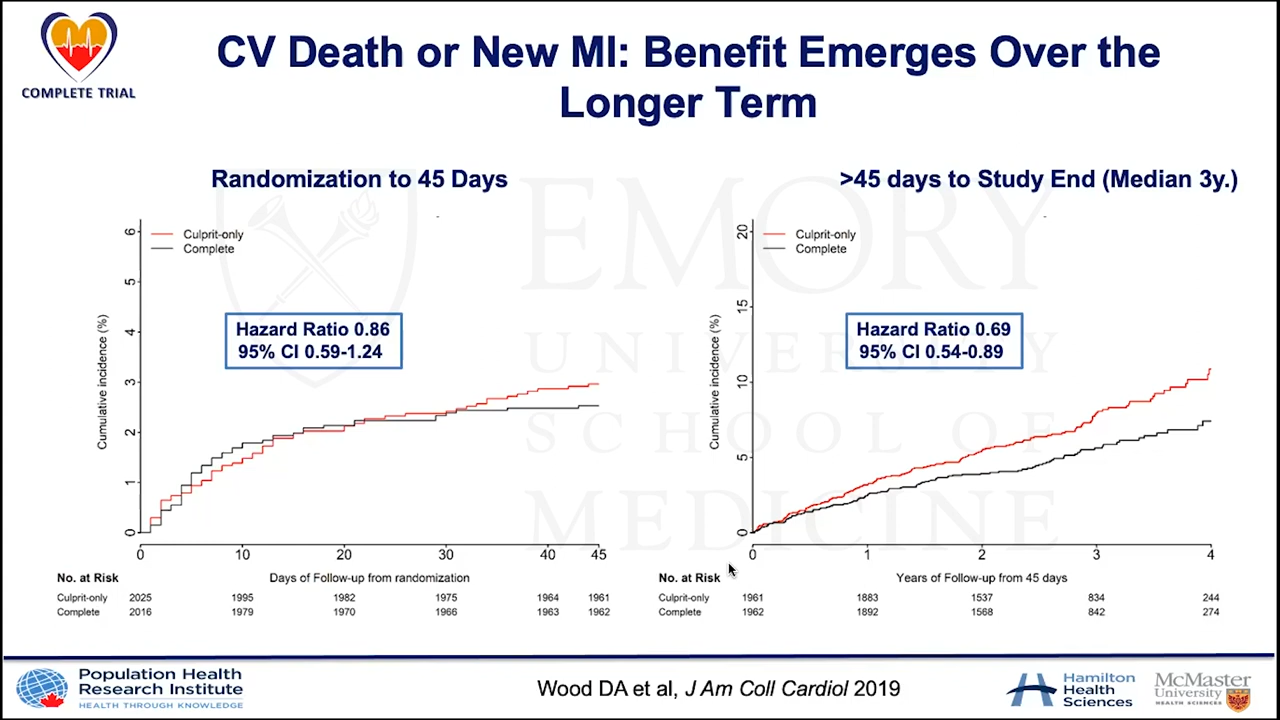 COMPLETE TRIAL
CV Death or New MI: Benefit Emerges Over the
Longer Term
Randomization to 45 Days
Culprit-only
Complete
Hazard Ratio 0.86
95% CI 0.59-1.24
Cumulative incidence (%)
0 1 2 3 4 5 6
0 10 20 30 40 45
No. at Risk Days of Follow-up from randomization
Culprit-only 2025 1995 1982 1975 1964 1961
Complete 2016 1979 1970 1966 1963 1962
>45 days to Study End (Median 3y.)
Culprit-only
Complete
Hazard Ratio 0.69
95% CI 0.54-0.89
Cumulative incidence (%)
0 5 10 15 20
0 1 2 3 4
No. at Risk Years of Follow-up from 45 days
Culprit-only 1961 1883 1537 834 244
Complete 1962 1892 1568 842 274
EMORY
UNIVERSITY
SCHOOL OF
MEDICINE
Population Health
Research Institute
HEALTH THROUGH KNOWLEDGE
Wood DA et al, J Am Coll Cardiol 2019
Hamilton
Health
Sciences
McMaster
University
HEALTH SCIENCES